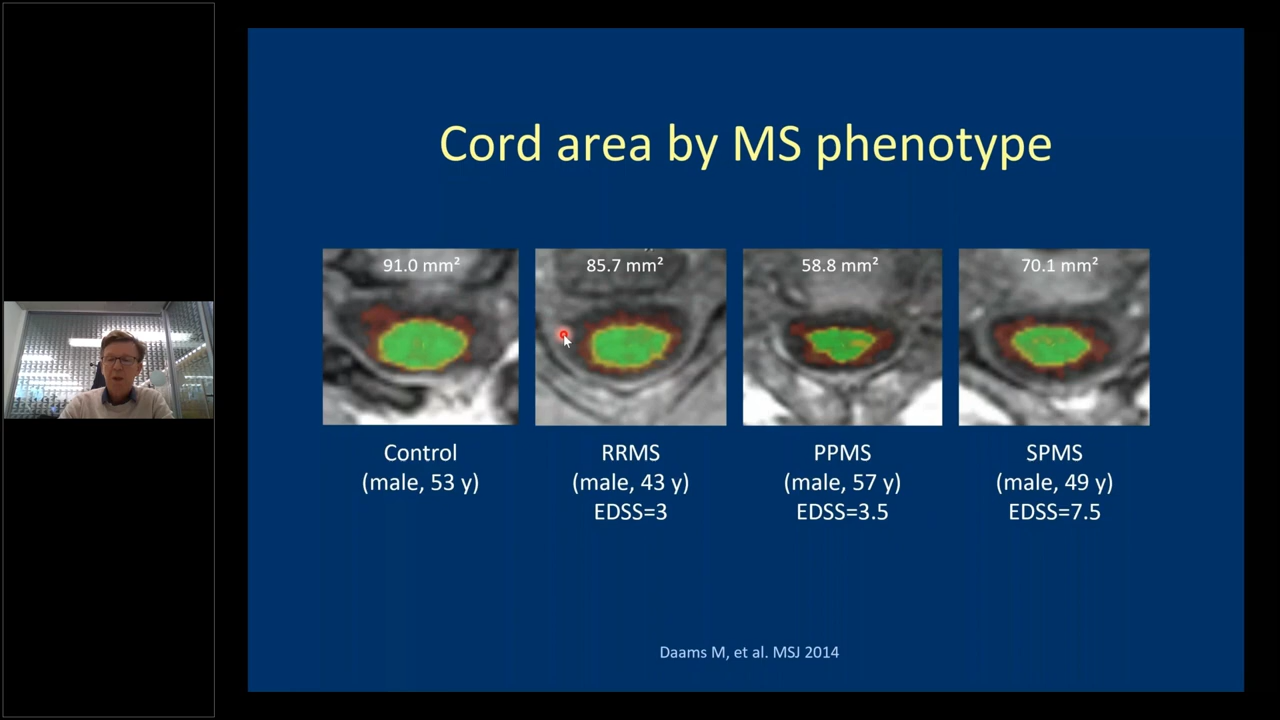 Cord area by MS phenotype
91.0 mm²
85.7 mm²
58.8 mm²
70.1 mm²
Control
(male, 53 y)
RRMS
(male, 43 y)
EDSS=3
PPMS
(male, 57 y)
EDSS=3.5
SPMS
(male, 49 y)
EDSS=7.5
Daams M, et al. MSJ 2014